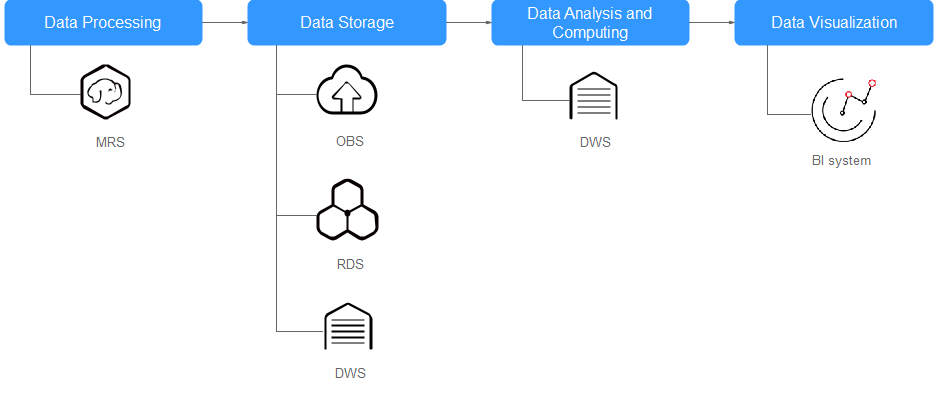 Data Processing
Data Storage
Data Analysis and
Computing
Data Visualization
MRS
OBS
RDS
DWS
DWS
BI system